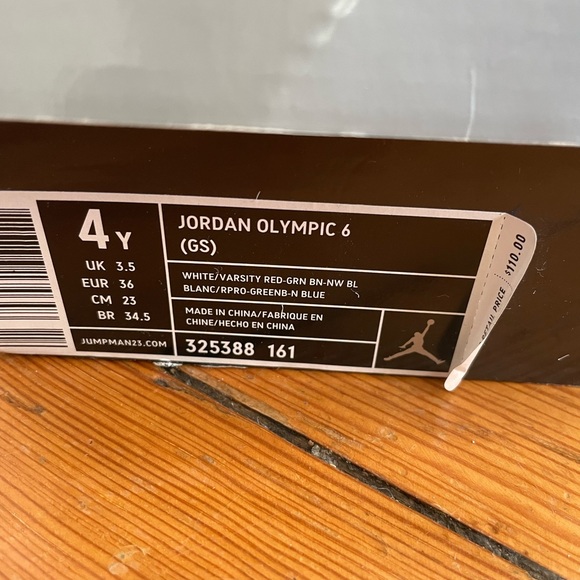 4Y
UK 3.5
EUR 36
CM 23
BR 34.5
JUMPMAN23.COM
JORDAN OLYMPIC 6
(GS)
WHITE/VARSITY RED-GRN BN-NW BL
BLANC/RPRO-GREENB-N BLUE
MADE IN CHINA/FABRIQUE EN
CHINE/HECHO EN CHINA
325388 161
PRICE $110.00